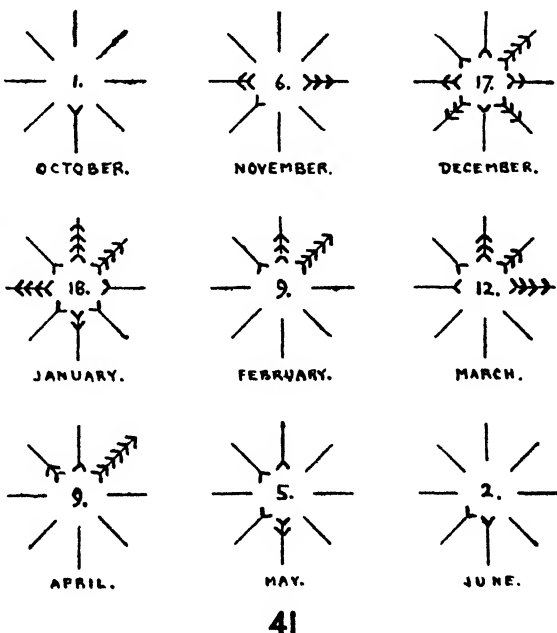 1. 6. 17.
OCTOBER. NOVEMBER. DECEMBER.
18. 9. 12.
JANUARY. FEBRUARY. MARCH.
9. 5. 2.
APRIL. MAY. JUNE.
41